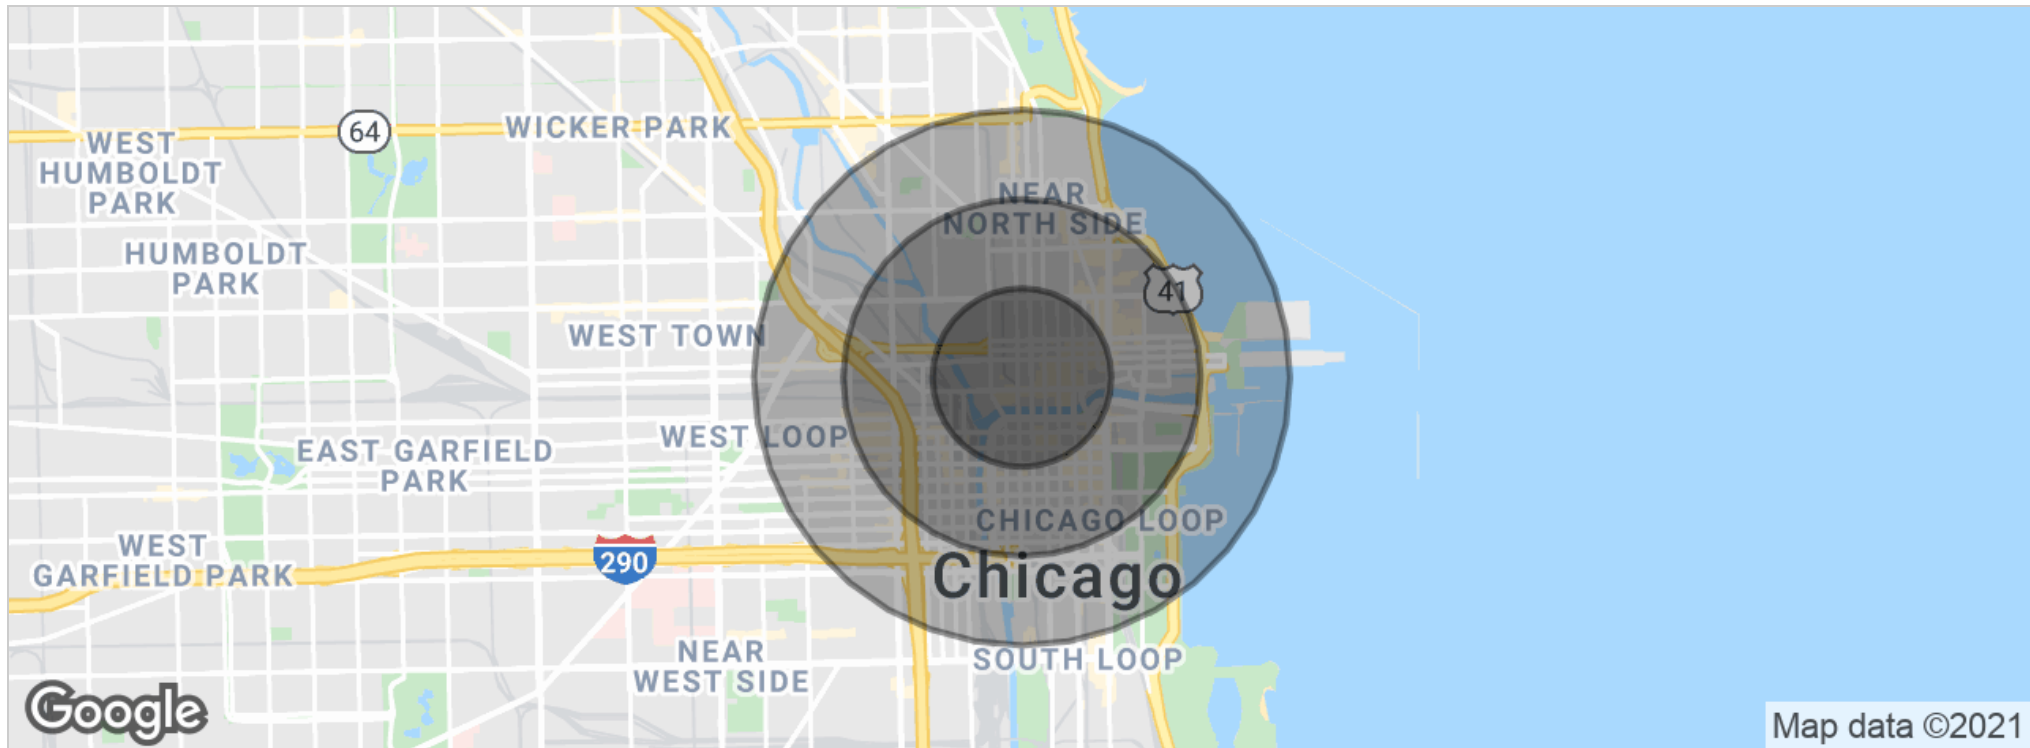 64
WICKER PARK
WEST
HUMBOLDT
PARK
NEAR
NORTH SIDE
HUMBOLDT
PARK
41
WEST TOWN
WEST LOOP
EAST GARFIELD
PARK
CHICAGO LOOP
WEST
GARFIELD PARK
290
Chicago
NEAR
WEST SIDE
SOUTH LOOP
Google
Map data ©2021